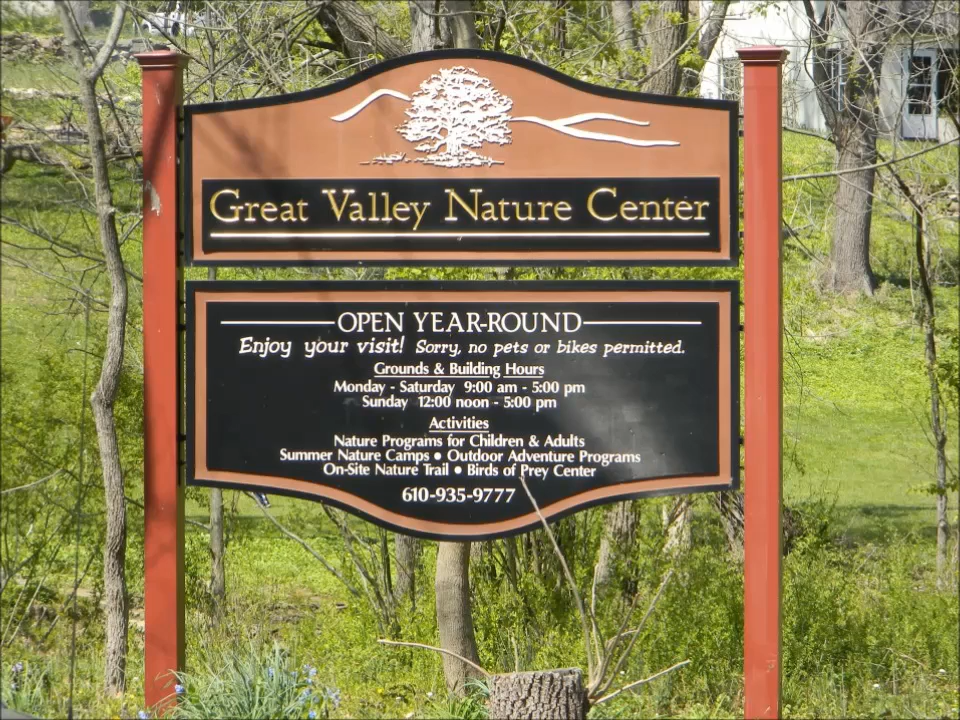 Great Valley Nature Center
OPEN YEAR-ROUND
Enjoy your visit! Sorry, no pets or bikes permitted.
Grounds & Building Hours
Monday - Saturday 9:00 am - 5:00 pm
Sunday 12:00 noon - 5:00 pm
Activities
Nature Programs for Children & Adults
Summer Nature Camps • Outdoor Adventure Programs
On-Site Nature Trail • Birds of Prey Center
610-935-9777